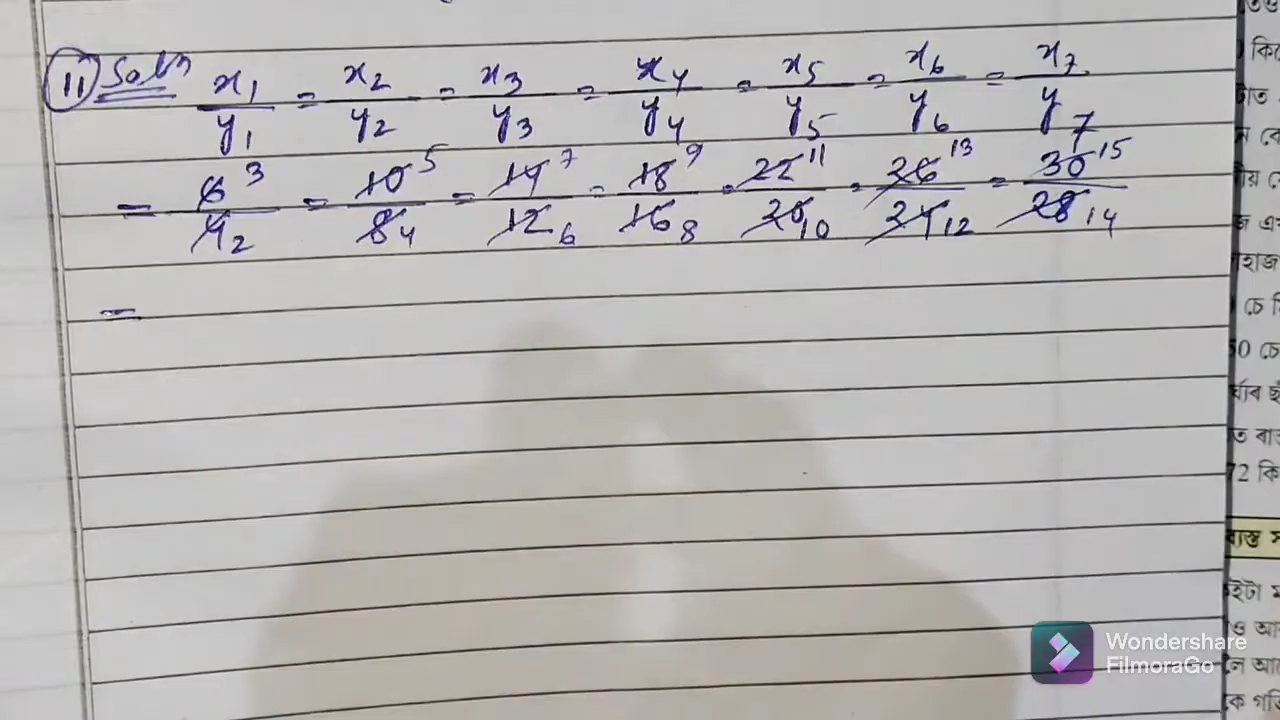 11 Soln x1/y1 = x2/y2 = x3/y3 = x4/y4 = x5/y5 = x6/y6 = x7/y7
= 6 3/4 2 = 10 5/8 4 = 14 7/12 6 = 18 9/16 8 = 22 11/20 10 = 26 13/24 12 = 30 15/28 14
=
Wondershare
FilmoraGo